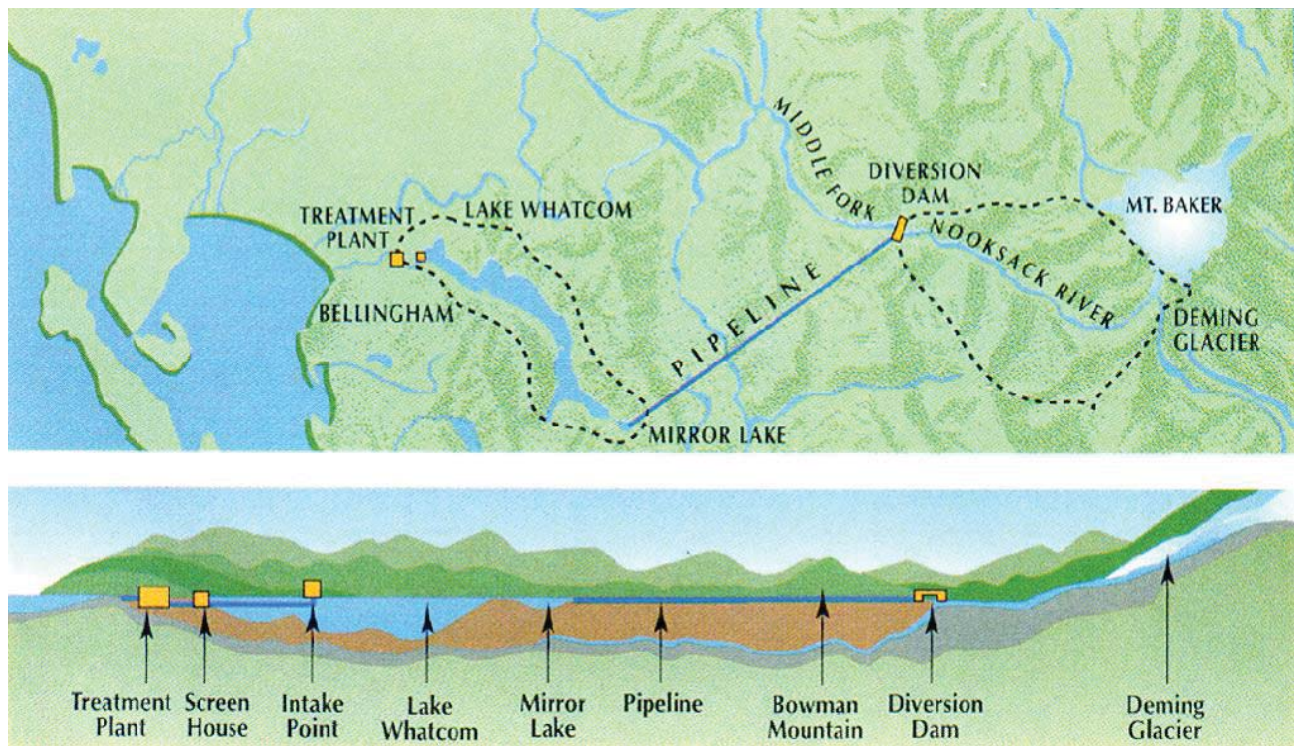 MIDDLE FORK
DIVERSION
DAM
MT. BAKER
TREATMENT
PLANT
LAKE WHATCOM
NOOKSACK RIVER
BELLINGHAM
PIPELINE
DEMING
GLACIER
MIRROR LAKE
Treatment
Plant
Screen
House
Intake
Point
Lake
Whatcom
Mirror
Lake
Pipeline
Bowman
Mountain
Diversion
Dam
Deming
Glacier